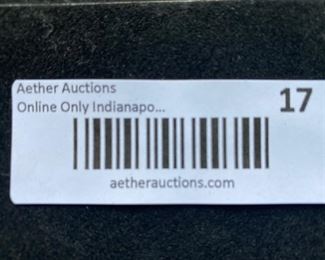 Aether Auctions
Online Only Indianapo...
17
aetherauctions.com